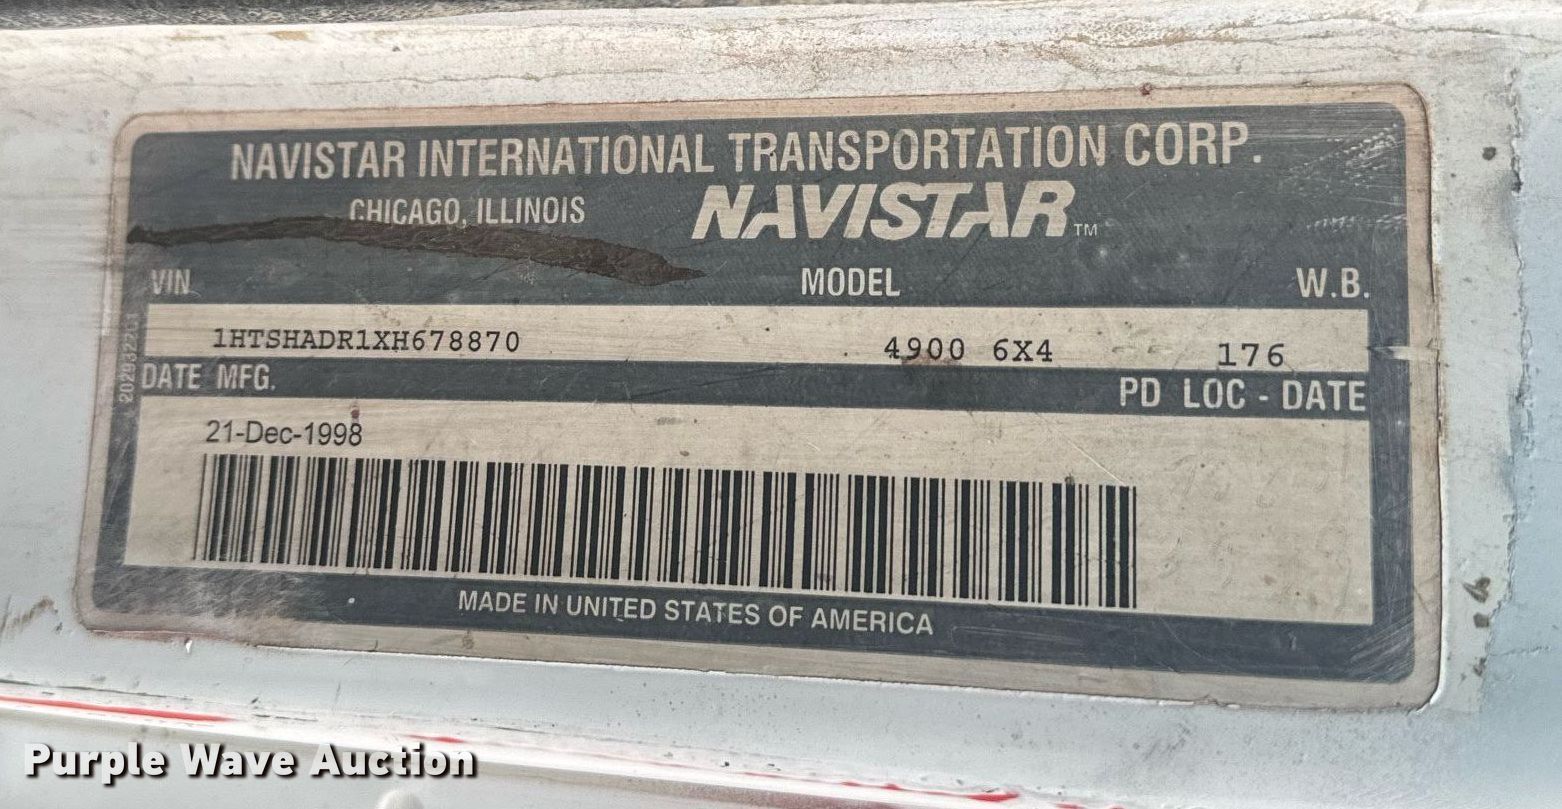 NAVISTAR INTERNATIONAL TRANSPORTATION CORP.
CHICAGO, ILLINOIS NAVISTAR™
VIN MODEL W.B.
1HTSHADR1XH678870 4900 6X4 176
DATE MFG. PD LOC - DATE
21-Dec-1998
MADE IN UNITED STATES OF AMERICA
Purple Wave Auction